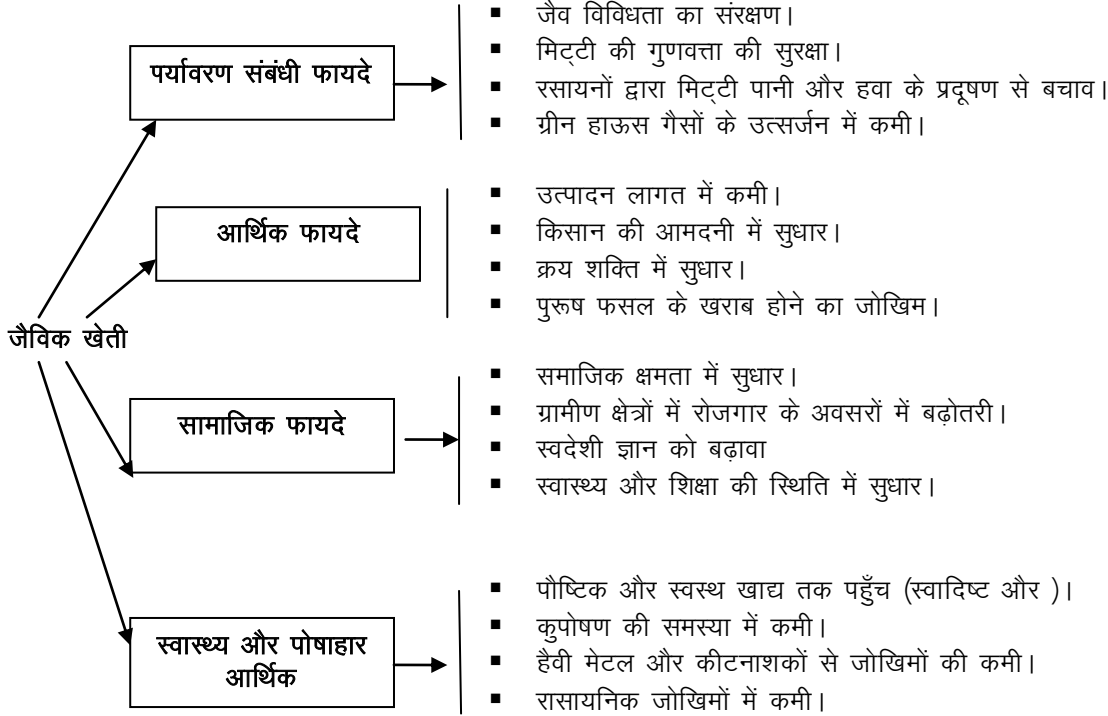 पर्यावरण संबंधी फायदे
▪ जैव विविधता का संरक्षण।
▪ मिट्टी की गुणवत्ता की सुरक्षा।
▪ रसायनों द्वारा मिट्टी पानी और हवा के प्रदूषण से बचाव।
▪ ग्रीन हाऊस गैसों के उत्सर्जन में कमी।
आर्थिक फायदे
▪ उत्पादन लागत में कमी।
▪ किसान की आमदनी में सुधार।
▪ क्रय शक्ति में सुधार।
▪ पुरूष फसल के खराब होने का जोखिम।
जैविक खेती
सामाजिक फायदे
▪ समाजिक क्षमता में सुधार।
▪ ग्रामीण क्षेत्रों में रोजगार के अवसरों में बढ़ोतरी।
▪ स्वदेशी ज्ञान को बढ़ावा
▪ स्वास्थ्य और शिक्षा की स्थिति में सुधार।
स्वास्थ्य और पोषाहार
आर्थिक
▪ पौष्टिक और स्वस्थ खाद्य तक पहुँच (स्वादिष्ट और )।
▪ कुपोषण की समस्या में कमी।
▪ हैवी मेटल और कीटनाशकों से जोखिमों की कमी।
▪ रासायनिक जोखिमों में कमी।